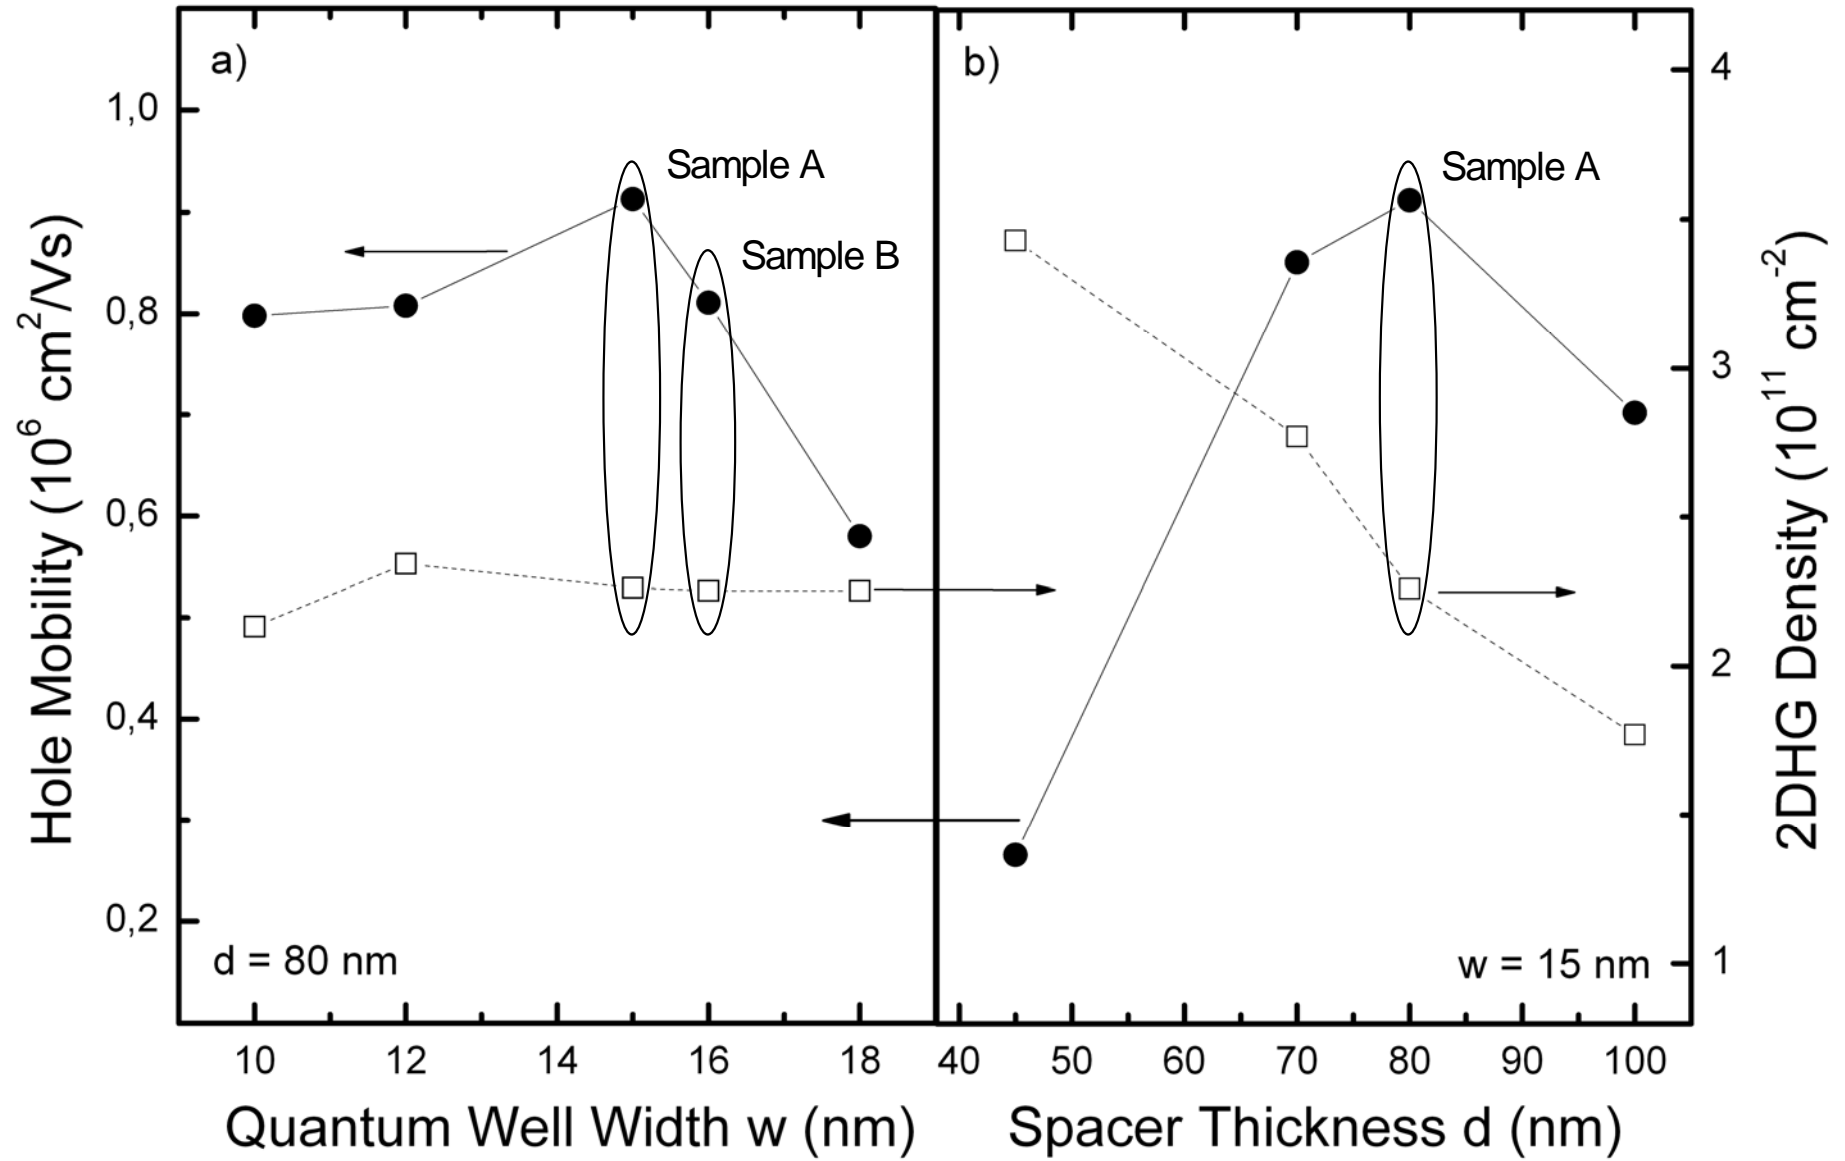 a)
b)
Hole Mobility (10⁶ cm²/Vs)
1,0
0,8
0,6
0,4
0,2
Sample A
Sample B
Sample A
d = 80 nm
w = 15 nm
4
3
2
1
2DHG Density (10¹¹ cm⁻²)
10 12 14 16 18 40 50 60 70 80 90 100
Quantum Well Width w (nm)
Spacer Thickness d (nm)